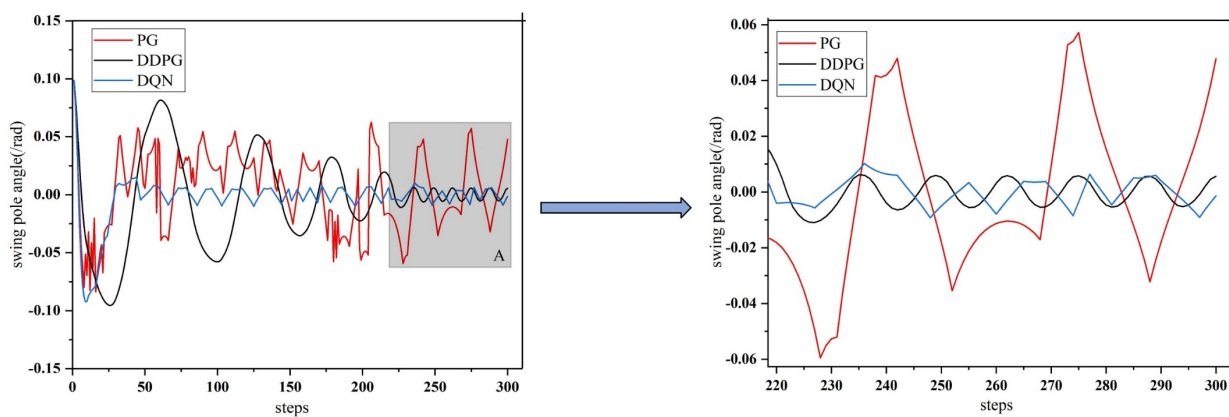 0.15
0.10
0.05
0.00
-0.05
-0.10
-0.15
swing pole angle(/rad)
PG
DDPG
DQN
A
0 50 100 150 200 250 300
steps
0.06
0.04
0.02
0.00
-0.02
-0.04
-0.06
swing pole angle(/rad)
PG
DDPG
DQN
220 230 240 250 260 270 280 290 300
steps